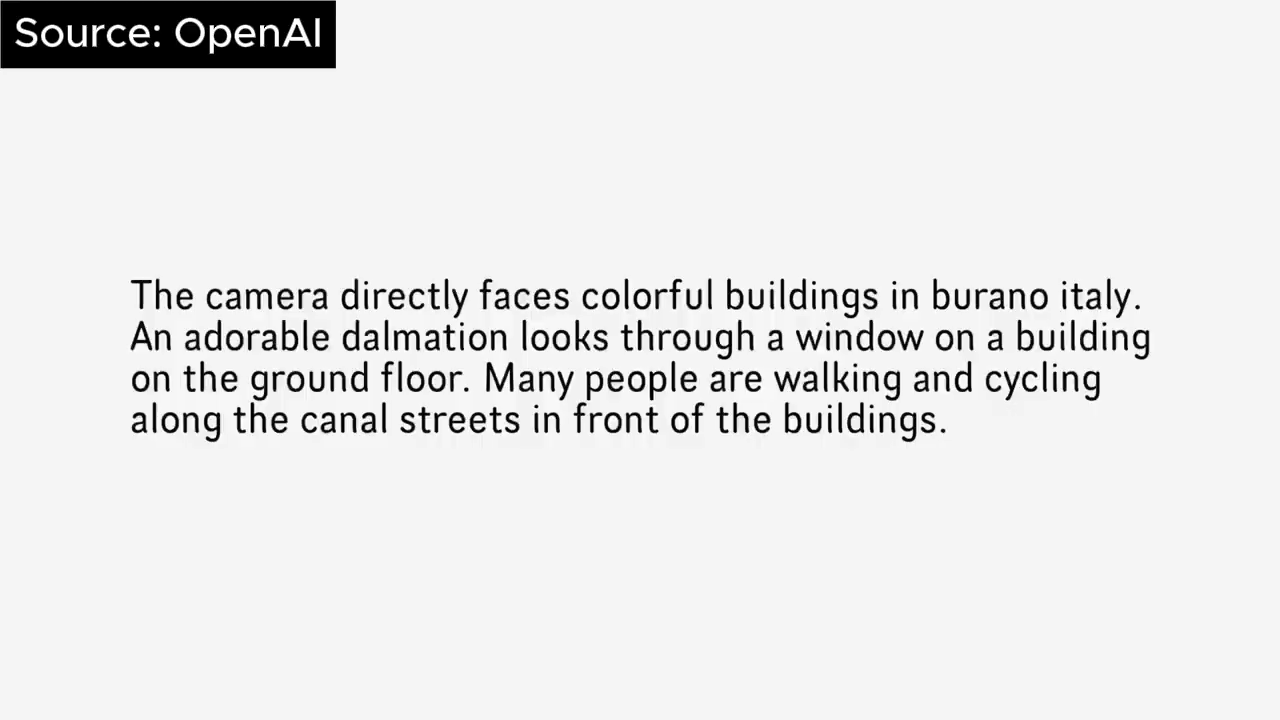 Source: OpenAI
The camera directly faces colorful buildings in burano italy.
An adorable dalmation looks through a window on a building
on the ground floor. Many people are walking and cycling
along the canal streets in front of the buildings.